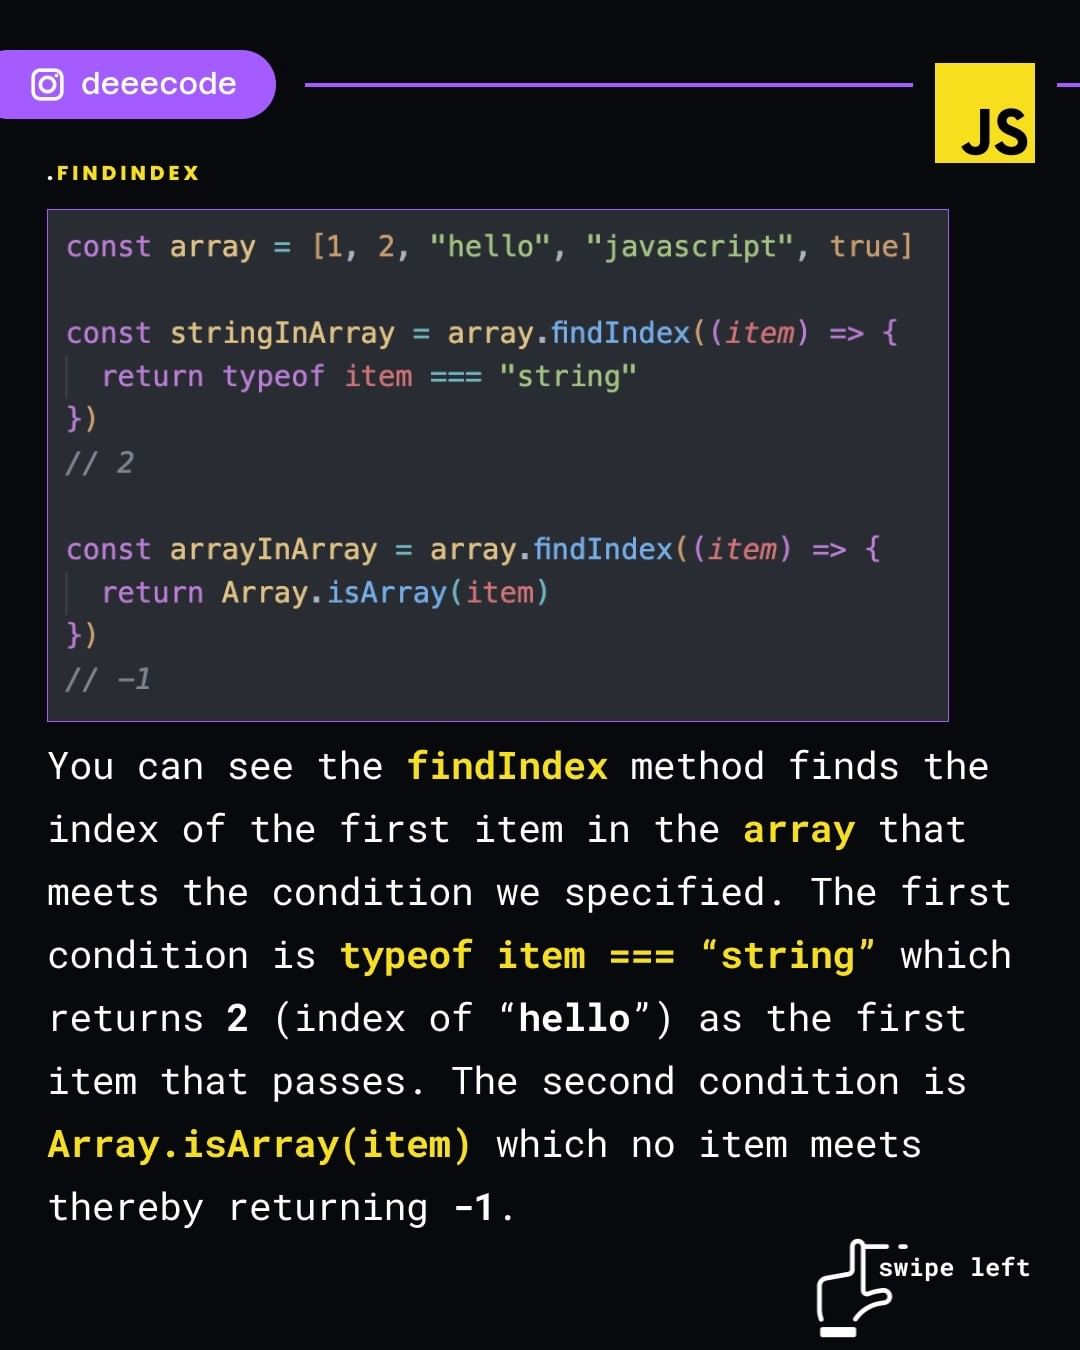 deeecode
JS
.FINDINDEX
const array = [1, 2, "hello", "javascript", true]
const stringInArray = array.findIndex((item) => {
  return typeof item === "string"
})
// 2
const arrayInArray = array.findIndex((item) => {
  return Array.isArray(item)
})
// -1
You can see the findIndex method finds the
index of the first item in the array that
meets the condition we specified. The first
condition is typeof item === “string” which
returns 2 (index of “hello”) as the first
item that passes. The second condition is
Array.isArray(item) which no item meets
thereby returning -1.
swipe left